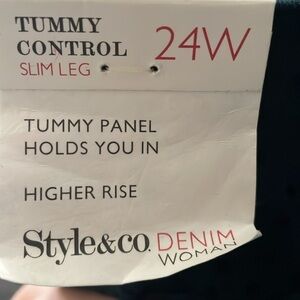 TUMMY
CONTROL 24W
SLIM LEG
TUMMY PANEL
HOLDS YOU IN
HIGHER RISE
Style&co. DENIM
WOMAN